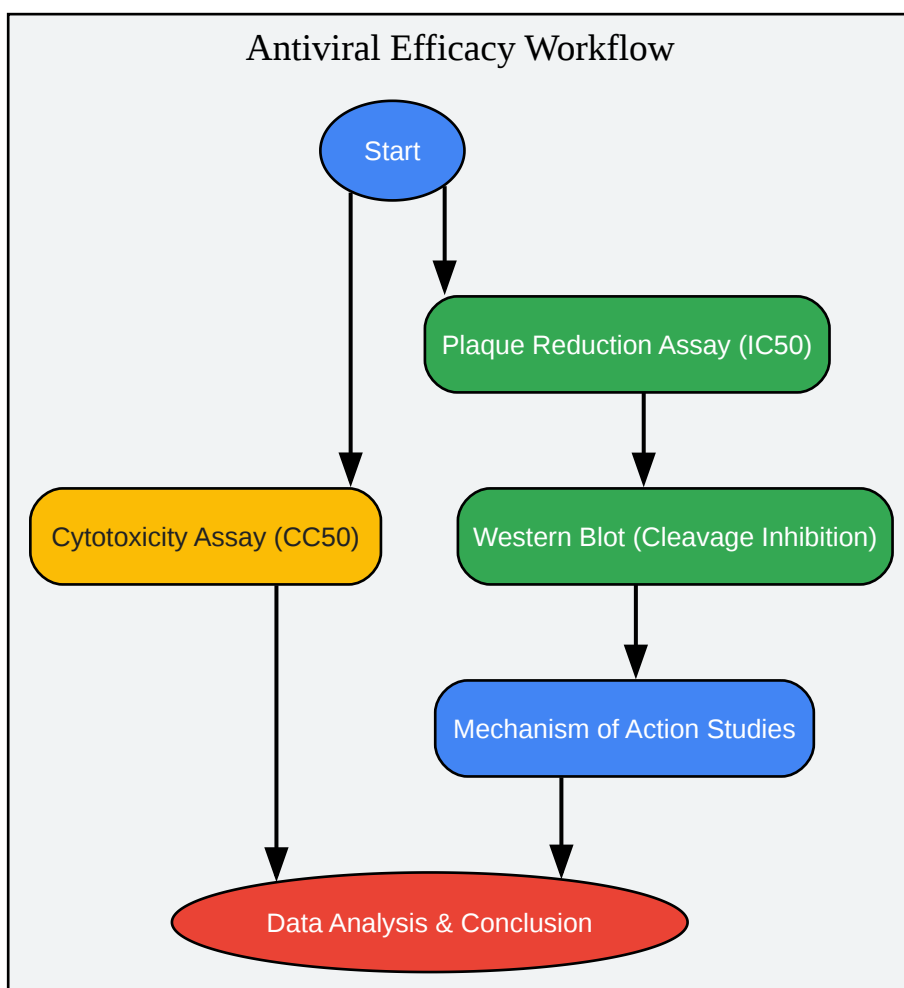 Antiviral Efficacy Workflow
Start
Plaque Reduction Assay (IC50)
Cytotoxicity Assay (CC50)
Western Blot (Cleavage Inhibition)
Mechanism of Action Studies
Data Analysis & Conclusion